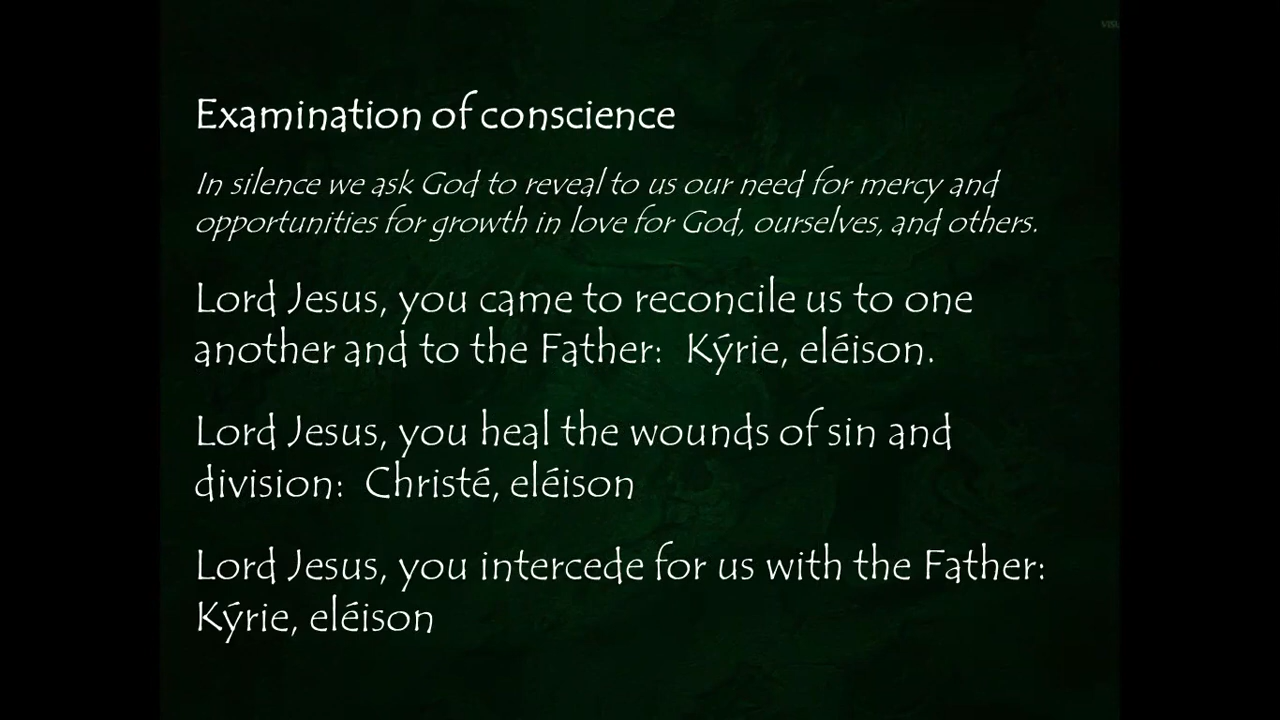 Examination of conscience
In silence we ask God to reveal to us our need for mercy and
opportunities for growth in love for God, ourselves, and others.
Lord Jesus, you came to reconcile us to one
another and to the Father:  Kýrie, eléison.
Lord Jesus, you heal the wounds of sin and
division:  Christé, eléison
Lord Jesus, you intercede for us with the Father:
Kýrie, eléison